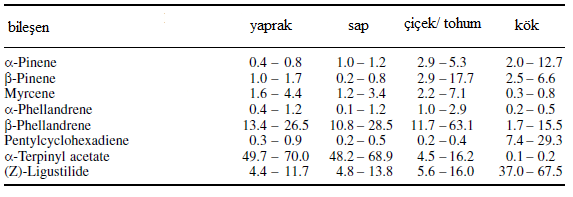 bileşen yaprak sap çiçek/ tohum kök
α-Pinene 0.4 – 0.8 1.0 – 1.2 2.9 – 5.3 2.0 – 12.7
β-Pinene 1.0 – 1.7 0.2 – 0.8 2.9 – 17.7 2.5 – 6.6
Myrcene 1.6 – 4.4 1.2 – 3.4 2.2 – 7.1 0.3 – 0.8
α-Phellandrene 0.4 – 1.2 0.1 – 1.2 1.0 – 2.9 0.2 – 0.5
β-Phellandrene 13.4 – 26.5 10.8 – 28.5 11.7 – 63.1 1.7 – 15.5
Pentylcyclohexadiene 0.3 – 0.9 0.2 – 0.5 0.2 – 0.4 7.4 – 29.3
α-Terpinyl acetate 49.7 – 70.0 48.2 – 68.9 4.5 – 16.2 0.1 – 0.2
(Z)-Ligustilide 4.4 – 11.7 4.8 – 13.8 5.6 – 16.0 37.0 – 67.5